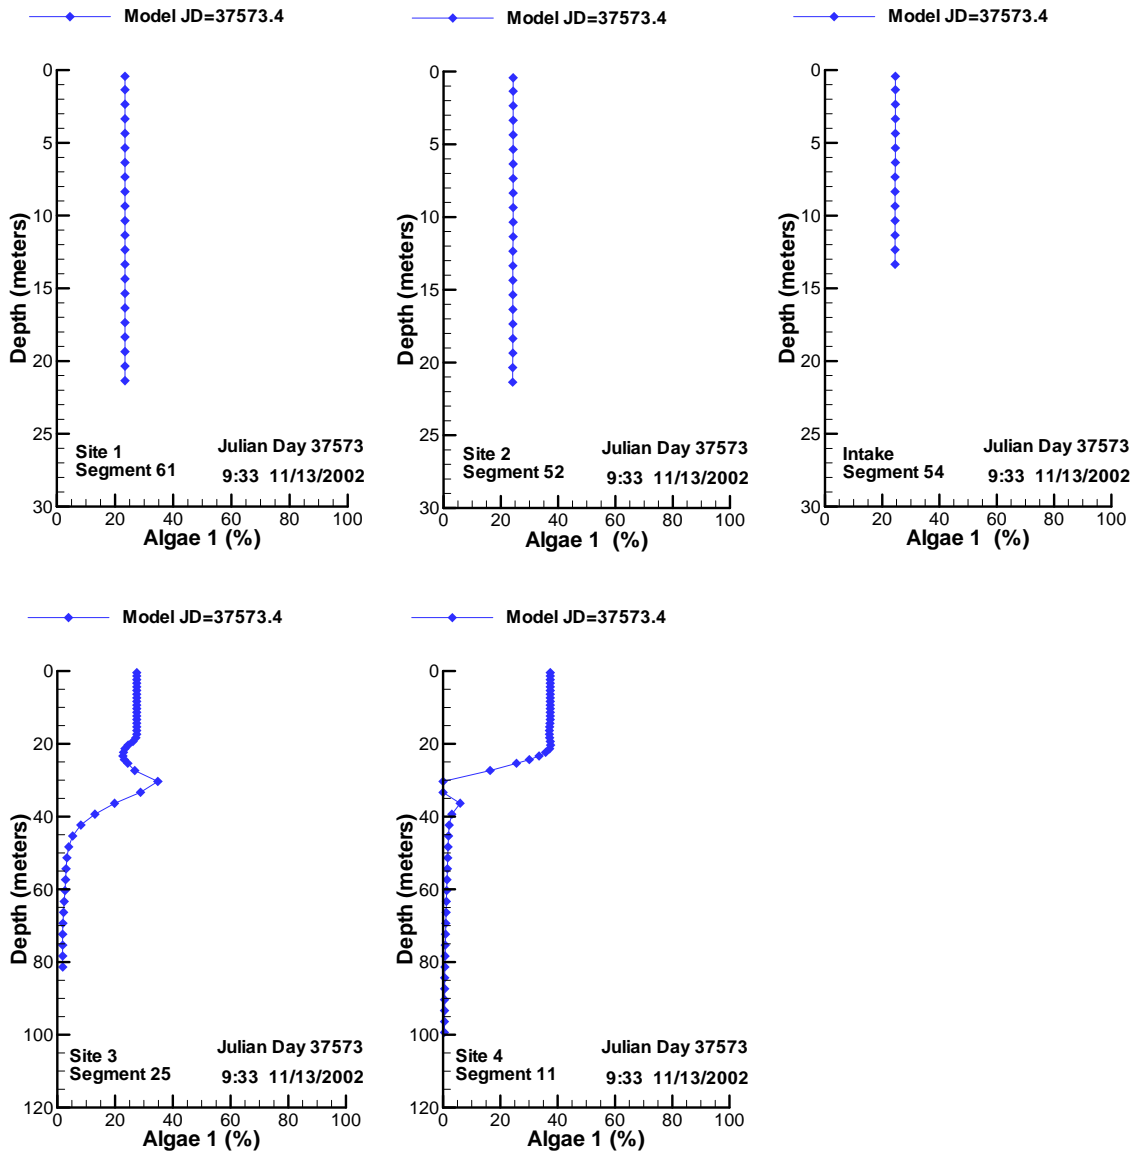 Model JD=37573.4
0
5
10
15
20
25
30
0 20 40 60 80 100
Depth (meters)
Algae 1 (%)
Site 1
Segment 61
Julian Day 37573
9:33 11/13/2002
Model JD=37573.4
0
5
10
15
20
25
30
0 20 40 60 80 100
Depth (meters)
Algae 1 (%)
Site 2
Segment 52
Julian Day 37573
9:33 11/13/2002
Model JD=37573.4
0
5
10
15
20
25
30
0 20 40 60 80 100
Depth (meters)
Algae 1 (%)
Intake
Segment 54
Julian Day 37573
9:33 11/13/2002
Model JD=37573.4
0
20
40
60
80
100
120
0 20 40 60 80 100
Depth (meters)
Algae 1 (%)
Site 3
Segment 25
Julian Day 37573
9:33 11/13/2002
Model JD=37573.4
0
20
40
60
80
100
120
0 20 40 60 80 100
Depth (meters)
Algae 1 (%)
Site 4
Segment 11
Julian Day 37573
9:33 11/13/2002